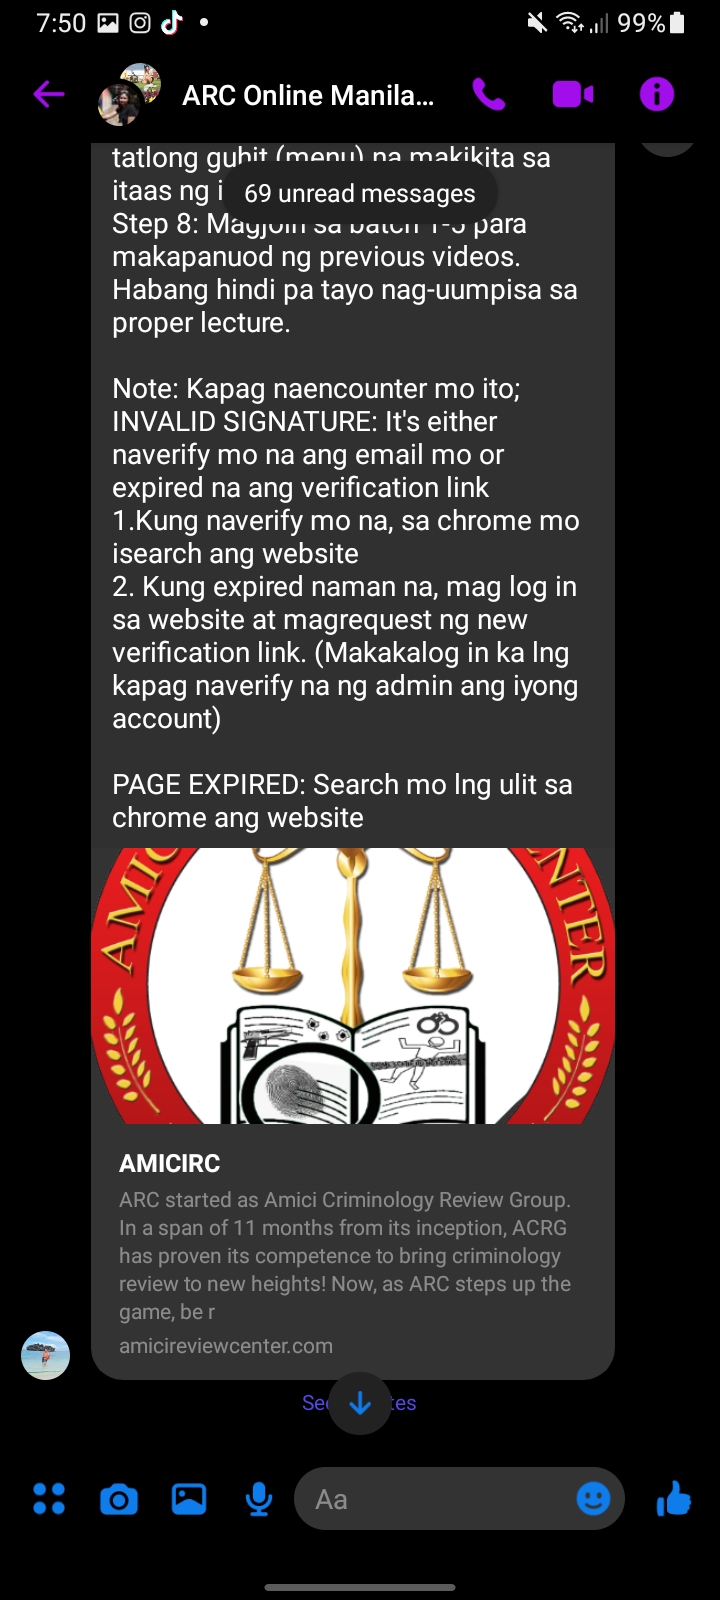 7:50
99%
ARC Online Manila...
tatlong guhit (menu) na makikita sa
itaas ng i
69 unread messages
Step 8: Magjoin sa batch 1-5 para
makapanuod ng previous videos.
Habang hindi pa tayo nag-uumpisa sa
proper lecture.
Note: Kapag naencounter mo ito;
INVALID SIGNATURE: It's either
naverify mo na ang email mo or
expired na ang verification link
1.Kung naverify mo na, sa chrome mo
isearch ang website
2. Kung expired naman na, mag log in
sa website at magrequest ng new
verification link. (Makakalog in ka lng
kapag naverify na ng admin ang iyong
account)
PAGE EXPIRED: Search mo lng ulit sa
chrome ang website
AMIC
NTER
AMICIRC
ARC started as Amici Criminology Review Group.
In a span of 11 months from its inception, ACRG
has proven its competence to bring criminology
review to new heights! Now, as ARC steps up the
game, be r
amicireviewcenter.com
Aa